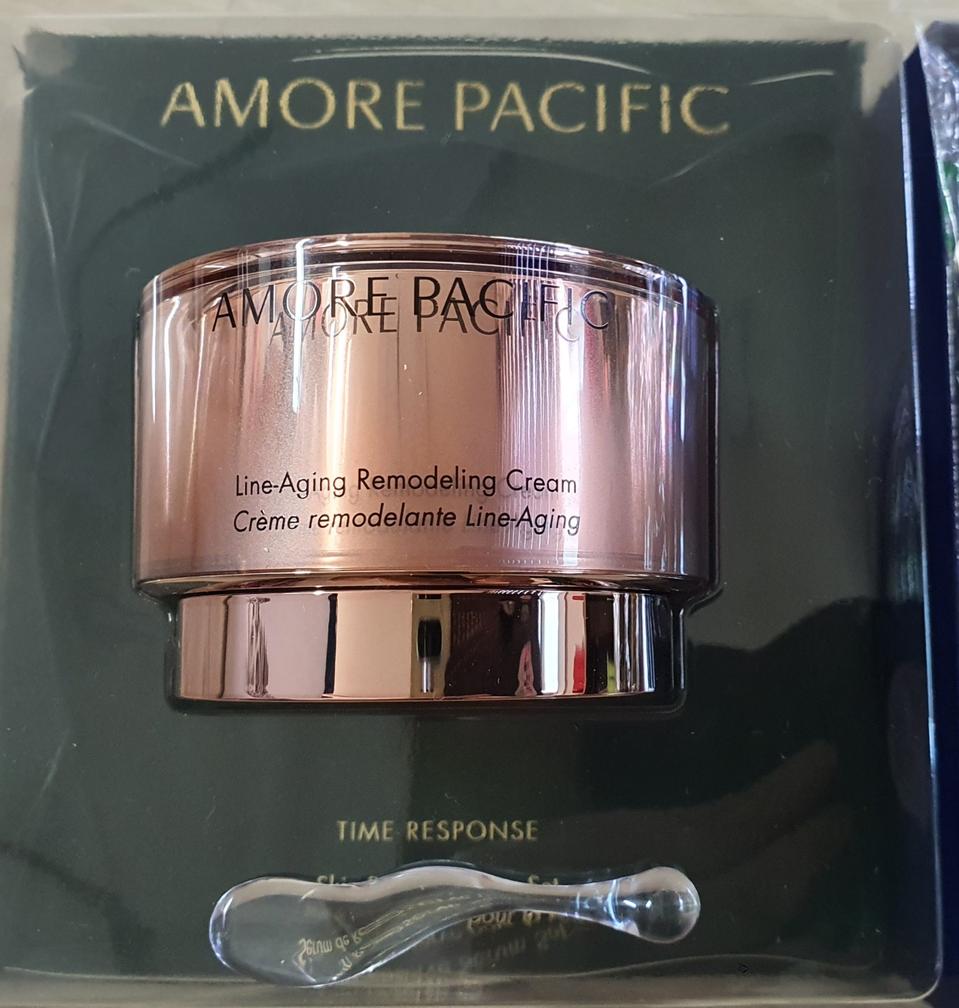 AMORE PACIFIC
AMORE PACIFIC
Line-Aging Remodeling Cream
Crème remodelante Line-Aging
TIME RESPONSE